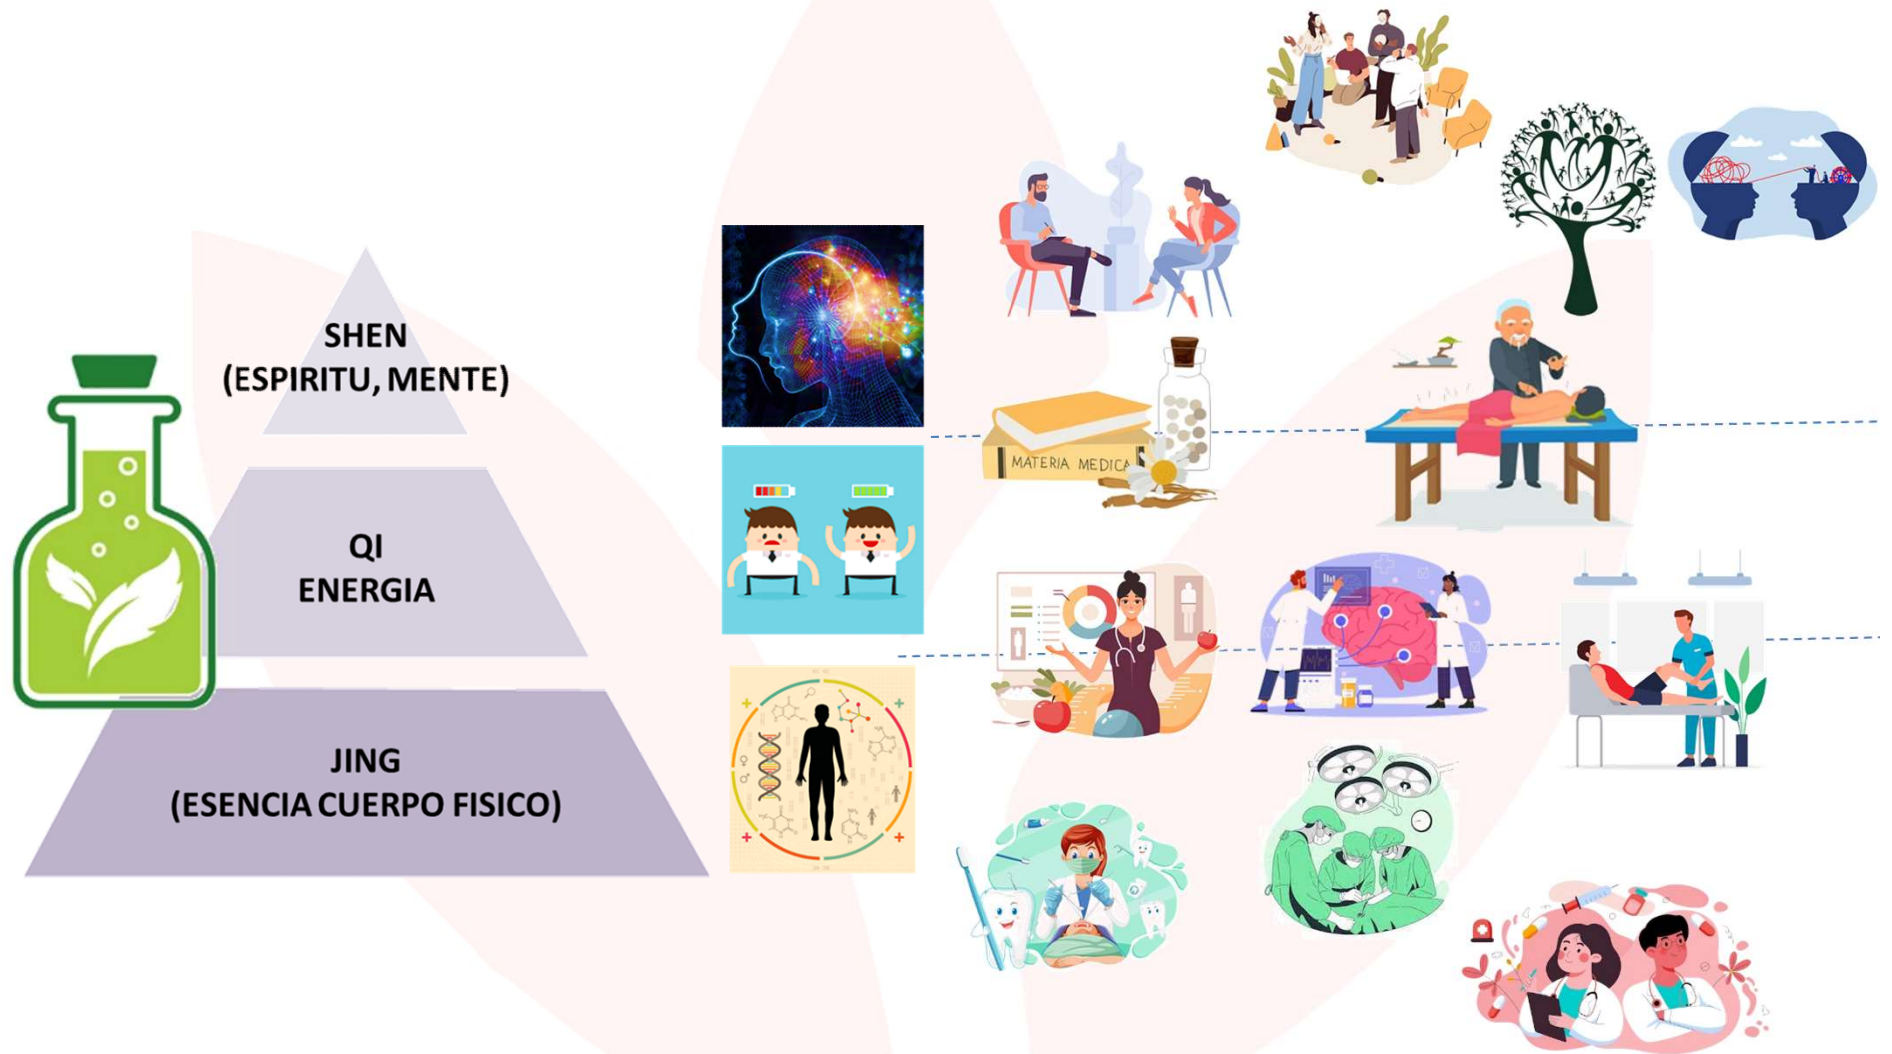 SHEN
(ESPIRITU, MENTE)
QI
ENERGIA
JING
(ESENCIA CUERPO FISICO)
MATERIA MEDICA